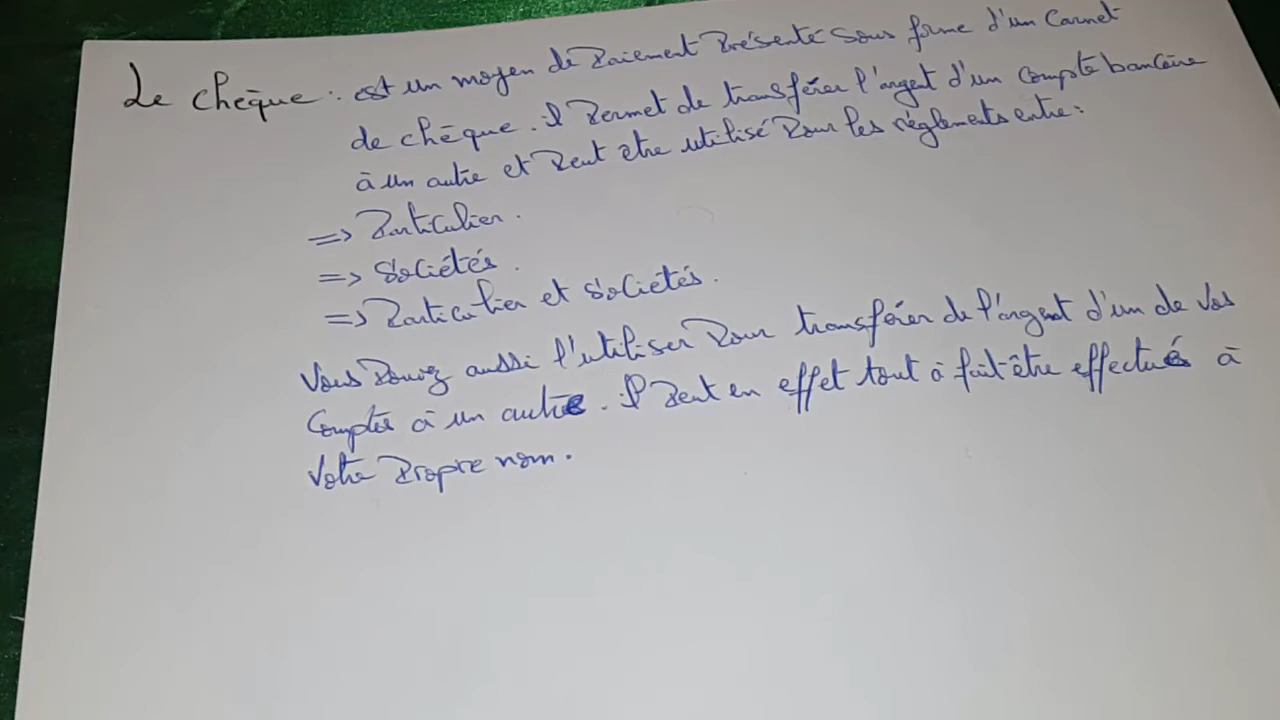 Le chèque : est un moyen de Paiement Présenté sous forme d'un Carnet
de chèque. Il Permet de transférer l'argent d'un compte bancaire
à un autre et Peut être utilisé Pour les règlements entre :
=> Particulier.
=> Sociétés.
=> Particulier et Sociétés.
Vous Pouvez aussi l'utiliser Pour transférer de l'argent d'un de Vos
Comptes à un autre. Il Peut en effet tout à fait être effectués à
Votre Propre nom.